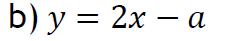 b) y = 2x − a